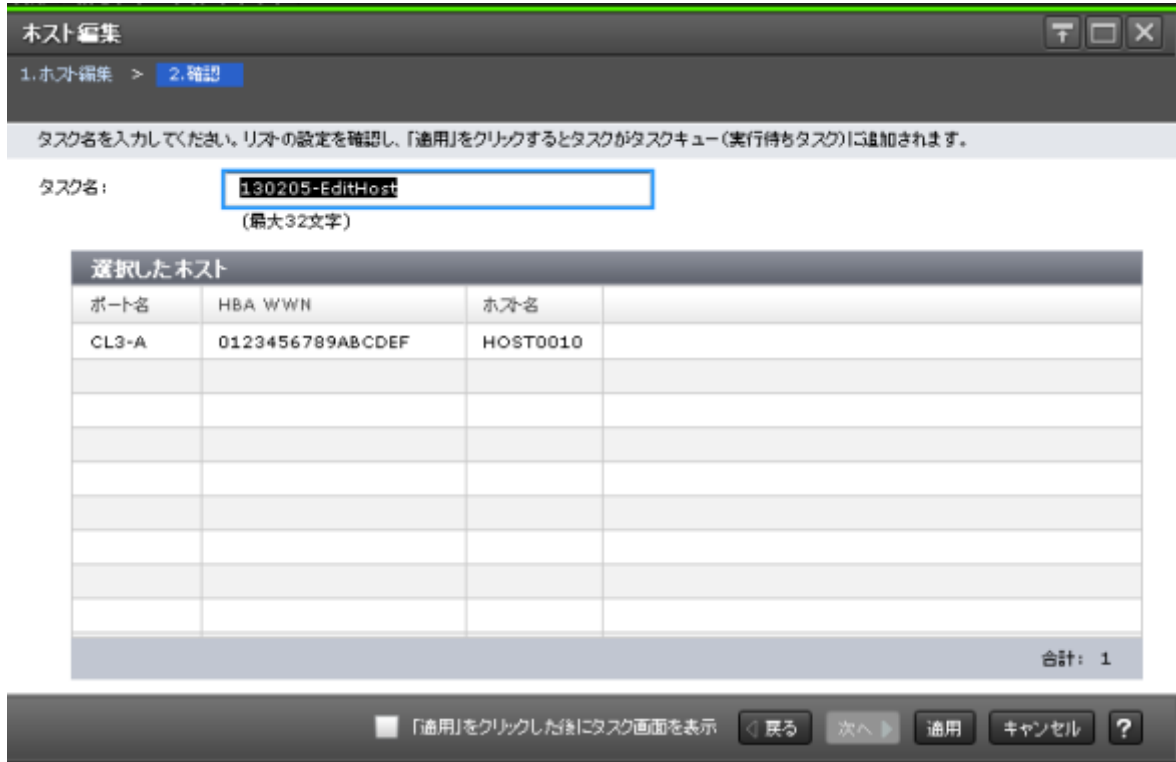 ホスト編集
1.ホスト編集 > 2.確認
タスク名を入力してください。リストの設定を確認し、「適用」をクリックするとタスクがタスクキュー(実行待ちタスク)に追加されます。
タスク名: 130205-EditHost
(最大32文字)
選択したホスト
ポート名 HBA WWN ホスト名
CL3-A 0123456789ABCDEF HOST0010
合計: 1
「適用」をクリックした後にタスク画面を表示 戻る 次へ 適用 キャンセル ?